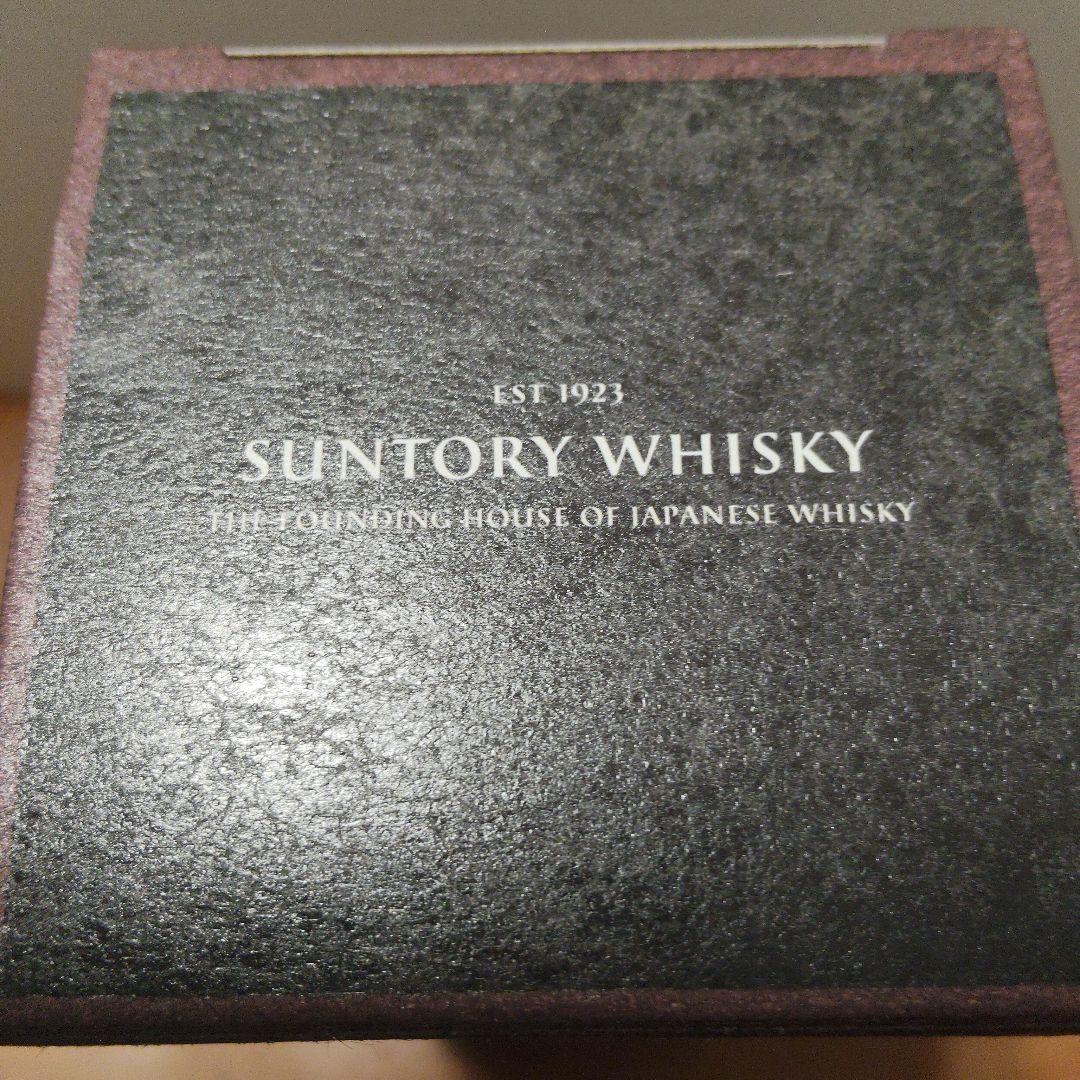 EST 1923
SUNTORY WHISKY
THE FOUNDING HOUSE OF JAPANESE WHISKY